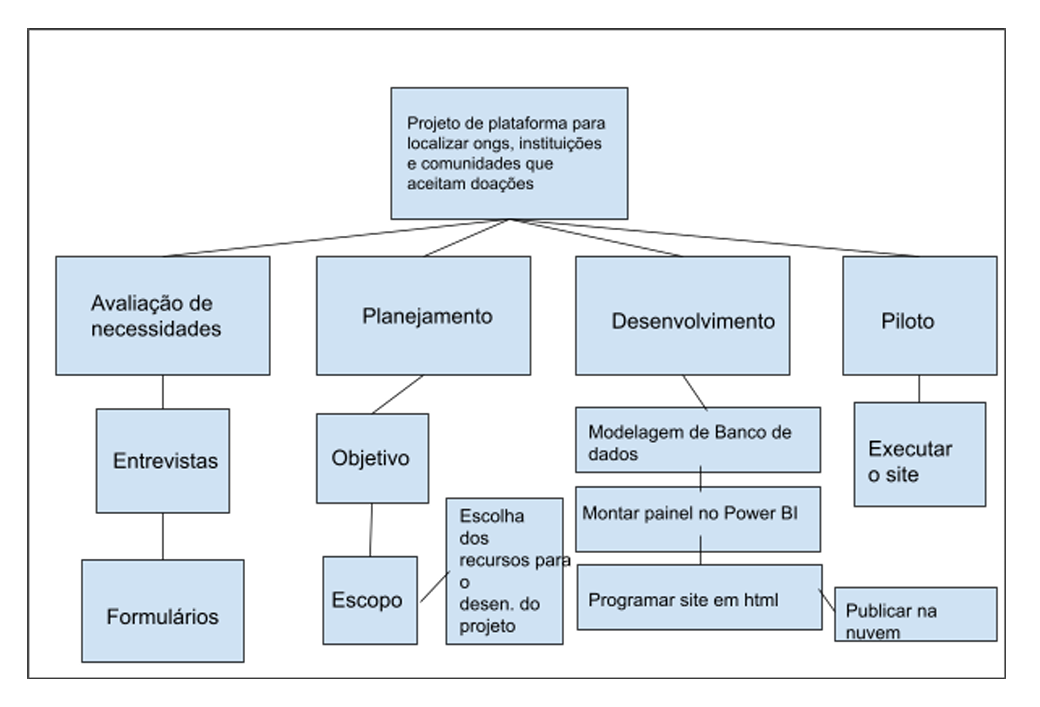 Projeto de plataforma para
localizar ongs, instituições
e comunidades que
aceitam doações
Avaliação de
necessidades
Planejamento
Desenvolvimento
Piloto
Entrevistas
Formulários
Objetivo
Escopo
Escolha
dos
recursos para
o
desen. do
projeto
Modelagem de Banco de
dados
Montar painel no Power BI
Programar site em html
Publicar na
nuvem
Executar
o site